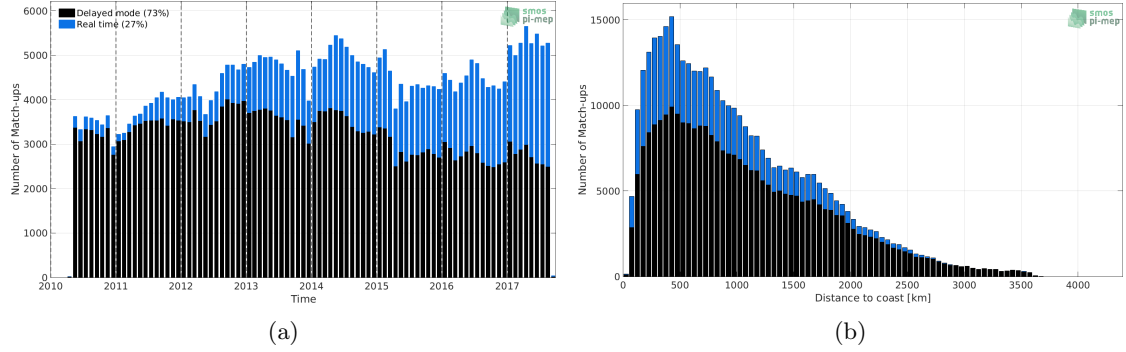 Delayed mode (73%)
Real time (27%)
smos
pi-mep
6000
5000
4000
3000
2000
1000
0
Number of Match-ups
2010
2011
2012
2013
2014
2015
2016
2017
Time
(a)
smos
pi-mep
15000
10000
5000
0
Number of Match-ups
0
500
1000
1500
2000
2500
3000
3500
4000
Distance to coast [km]
(b)